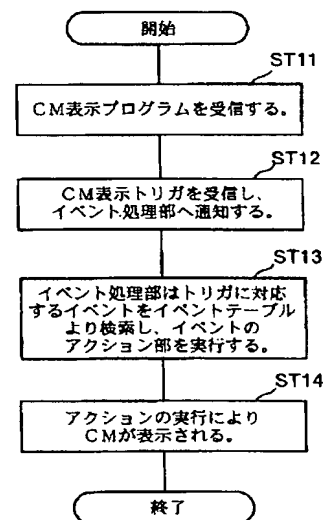 開始
ST11
CM表示プログラムを受信する。
ST12
CM表示トリガを受信し、
イベント処理部へ通知する。
ST13
イベント処理部はトリガに対応
するイベントをイベントテーブル
より検索し、イベントの
アクション部を実行する。
ST14
アクションの実行により
CMが表示される。
終了